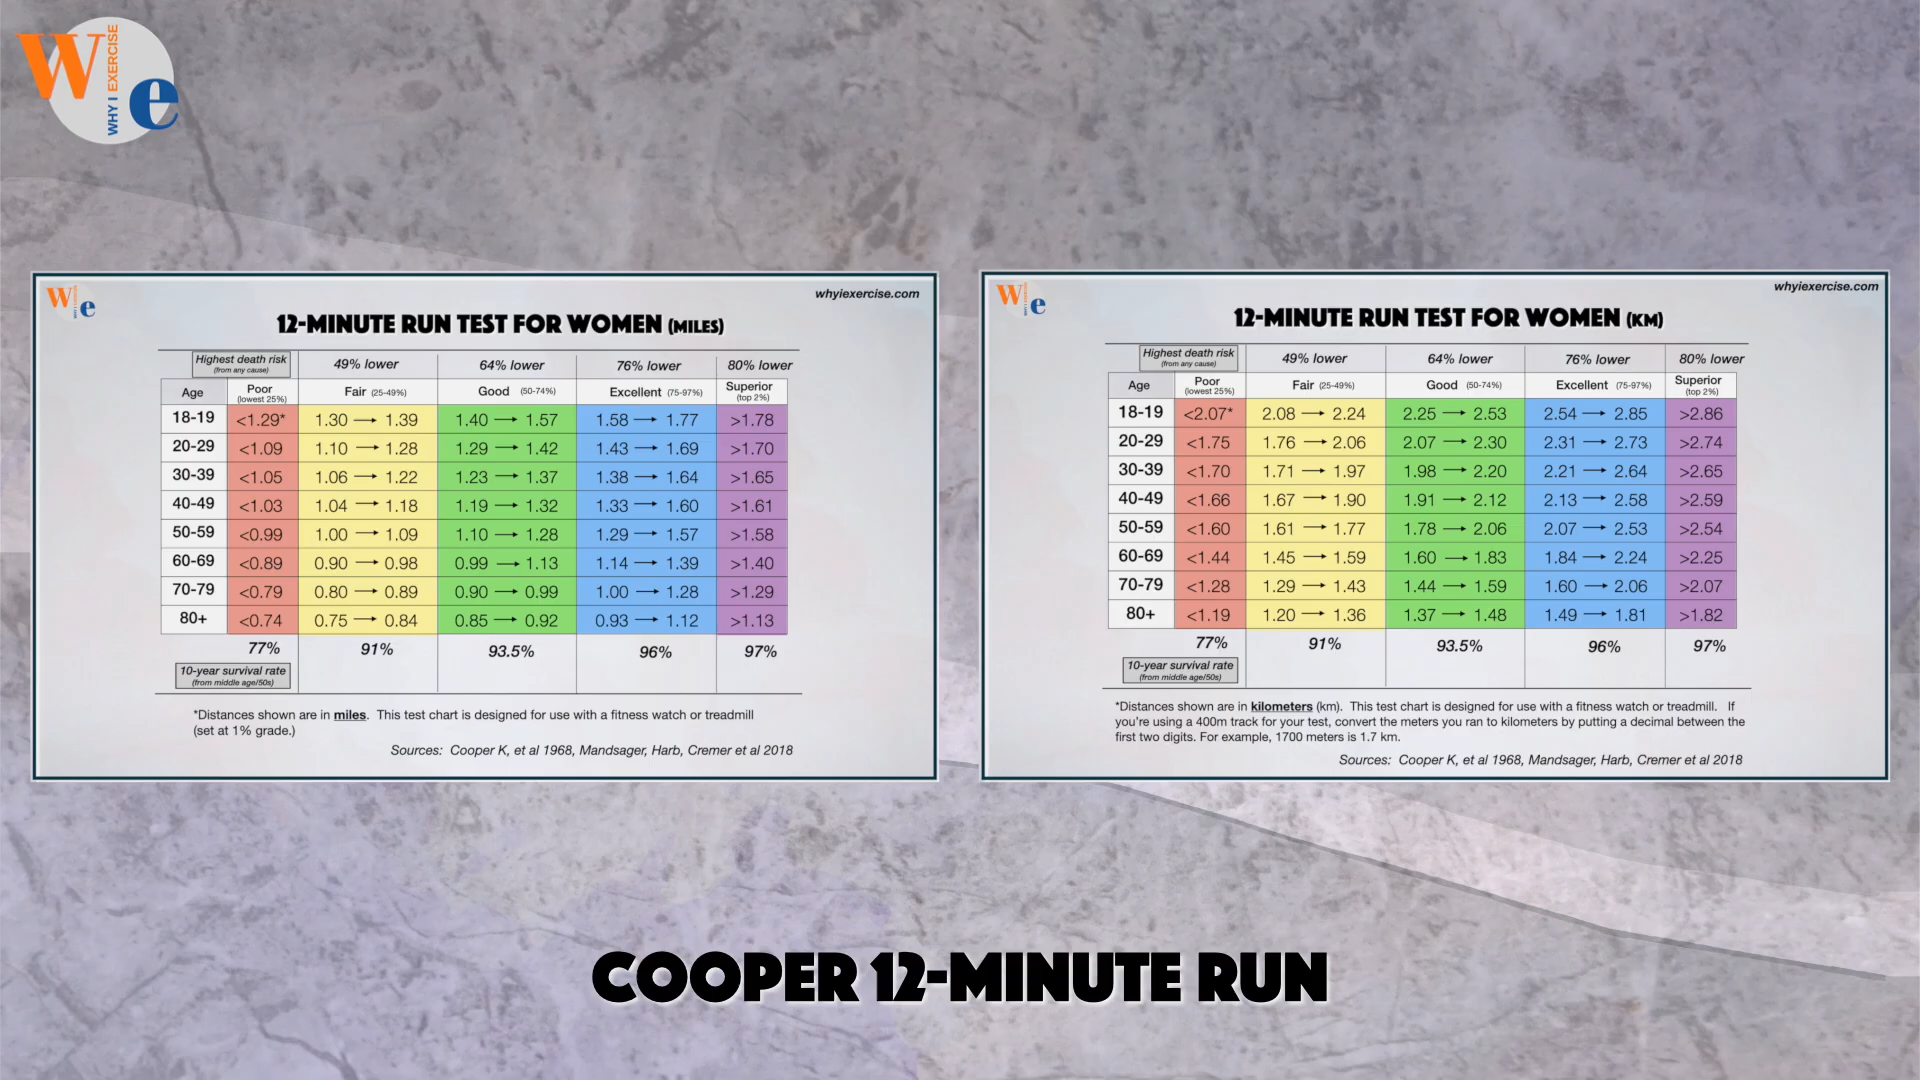 We
WHY I EXERCISE
We
whyiexercise.com
12-MINUTE RUN TEST FOR WOMEN (MILES)
Highest death risk (from any cause) 49% lower 64% lower 76% lower 80% lower
Age Poor (lowest 25%) Fair (25-49%) Good (50-74%) Excellent (75-97%) Superior (top 2%)
18-19 <1.29* 1.30 → 1.39 1.40 → 1.57 1.58 → 1.77 >1.78
20-29 <1.09 1.10 → 1.28 1.29 → 1.42 1.43 → 1.69 >1.70
30-39 <1.05 1.06 → 1.22 1.23 → 1.37 1.38 → 1.64 >1.65
40-49 <1.03 1.04 → 1.18 1.19 → 1.32 1.33 → 1.60 >1.61
50-59 <0.99 1.00 → 1.09 1.10 → 1.28 1.29 → 1.57 >1.58
60-69 <0.89 0.90 → 0.98 0.99 → 1.13 1.14 → 1.39 >1.40
70-79 <0.79 0.80 → 0.89 0.90 → 0.99 1.00 → 1.28 >1.29
80+ <0.74 0.75 → 0.84 0.85 → 0.92 0.93 → 1.12 >1.13
77% 91% 93.5% 96% 97%
10-year survival rate
(from middle age/50s)
*Distances shown are in miles. This test chart is designed for use with a fitness watch or treadmill
(set at 1% grade.)
Sources: Cooper K, et al 1968, Mandsager, Harb, Cremer et al 2018
We
whyiexercise.com
12-MINUTE RUN TEST FOR WOMEN (KM)
Highest death risk (from any cause) 49% lower 64% lower 76% lower 80% lower
Age Poor (lowest 25%) Fair (25-49%) Good (50-74%) Excellent (75-97%) Superior (top 2%)
18-19 <2.07* 2.08 → 2.24 2.25 → 2.53 2.54 → 2.85 >2.86
20-29 <1.75 1.76 → 2.06 2.07 → 2.30 2.31 → 2.73 >2.74
30-39 <1.70 1.71 → 1.97 1.98 → 2.20 2.21 → 2.64 >2.65
40-49 <1.66 1.67 → 1.90 1.91 → 2.12 2.13 → 2.58 >2.59
50-59 <1.60 1.61 → 1.77 1.78 → 2.06 2.07 → 2.53 >2.54
60-69 <1.44 1.45 → 1.59 1.60 → 1.83 1.84 → 2.24 >2.25
70-79 <1.28 1.29 → 1.43 1.44 → 1.59 1.60 → 2.06 >2.07
80+ <1.19 1.20 → 1.36 1.37 → 1.48 1.49 → 1.81 >1.82
77% 91% 93.5% 96% 97%
10-year survival rate
(from middle age/50s)
*Distances shown are in kilometers (km). This test chart is designed for use with a fitness watch or treadmill. If
you're using a 400m track for your test, convert the meters you ran to kilometers by putting a decimal between the
first two digits. For example, 1700 meters is 1.7 km.
Sources: Cooper K, et al 1968, Mandsager, Harb, Cremer et al 2018
COOPER 12-MINUTE RUN